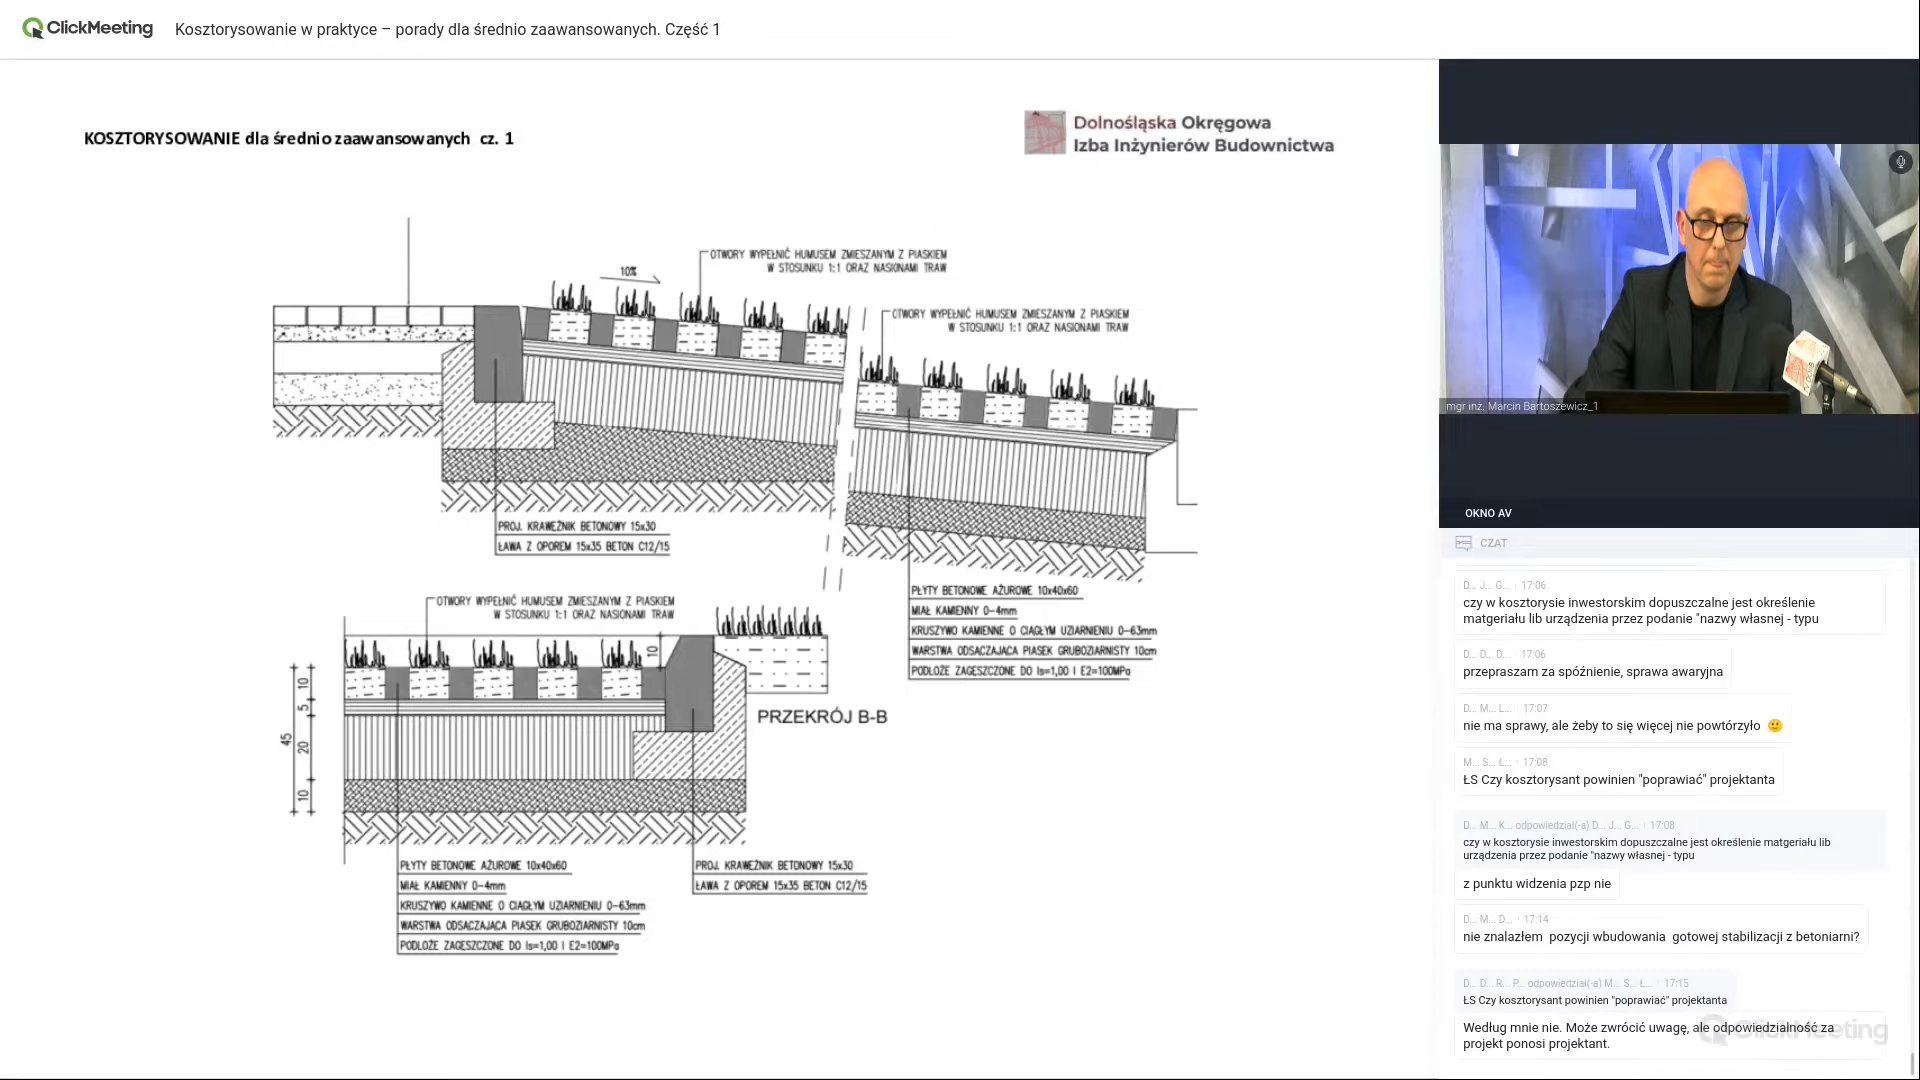 ClickMeeting
Kosztorysowanie w praktyce – porady dla średnio zaawansowanych. Część 1
KOSZTORYSOWANIE dla średnio zaawansowanych cz. 1
Dolnośląska Okręgowa
Izba Inżynierów Budownictwa
OTWORY WYPEŁNIĆ HUMUSEM ZMIESZANYM Z PIASKIEM
W STOSUNKU 1:1 ORAZ NASIONAMI TRAW
10%
OTWORY WYPEŁNIĆ HUMUSEM ZMIESZANYM Z PIASKIEM
W STOSUNKU 1:1 ORAZ NASIONAMI TRAW
PROJ. KRAWĘŻNIK BETONOWY 15x30
ŁAWA Z OPOREM 15x35 BETON C12/15
PŁYTY BETONOWE AŻUROWE 10x40x60
MIAŁ KAMIENNY 0-4mm
KRUSZYWO KAMIENNE O CIĄGŁYM UZIARNIENIU 0-63mm
WARSTWA ODSĄCZAJĄCA PIASEK GRUBOZIARNISTY 10cm
PODŁOŻE ZAGĘSZCZONE DO Is=1,00 I E2=100MPa
OTWORY WYPEŁNIĆ HUMUSEM ZMIESZANYM Z PIASKIEM
W STOSUNKU 1:1 ORAZ NASIONAMI TRAW
10
10
5
45
20
10
PRZEKRÓJ B-B
PŁYTY BETONOWE AŻUROWE 10x40x60
MIAŁ KAMIENNY 0-4mm
KRUSZYWO KAMIENNE O CIĄGŁYM UZIARNIENIU 0-63mm
WARSTWA ODSĄCZAJĄCA PIASEK GRUBOZIARNISTY 10cm
PODŁOŻE ZAGĘSZCZONE DO Is=1,00 I E2=100MPa
PROJ. KRAWĘŻNIK BETONOWY 15x30
ŁAWA Z OPOREM 15x35 BETON C12/15
mgr inż. Marcin Bartoszewicz_1
OKNO AV
CZAT
D... J... G... · 17:06
czy w kosztorysie inwestorskim dopuszczalne jest określenie
matgeriału lib urządzenia przez podanie "nazwy własnej - typu
D... D... D... · 17:06
przepraszam za spóźnienie, sprawa awaryjna
D... M... L... · 17:07
nie ma sprawy, ale żeby to się więcej nie powtórzyło 🙂
M... S... Ł... · 17:08
ŁS Czy kosztorysant powinien "poprawiać" projektanta
D... M... K... odpowiedział(-a) D... J... G... · 17:08
czy w kosztorysie inwestorskim dopuszczalne jest określenie matgeriału lib
urządzenia przez podanie "nazwy własnej - typu
z punktu widzenia pzp nie
D... M... D... · 17:14
nie znalazłem pozycji wbudowania gotowej stabilizacji z betoniarni?
D... D... R... P... odpowiedział(-a) M... S... Ł... · 17:15
ŁS Czy kosztorysant powinien "poprawiać" projektanta
Według mnie nie. Może zwrócić uwagę, ale odpowiedzialność za
projekt ponosi projektant.
ClickMeeting